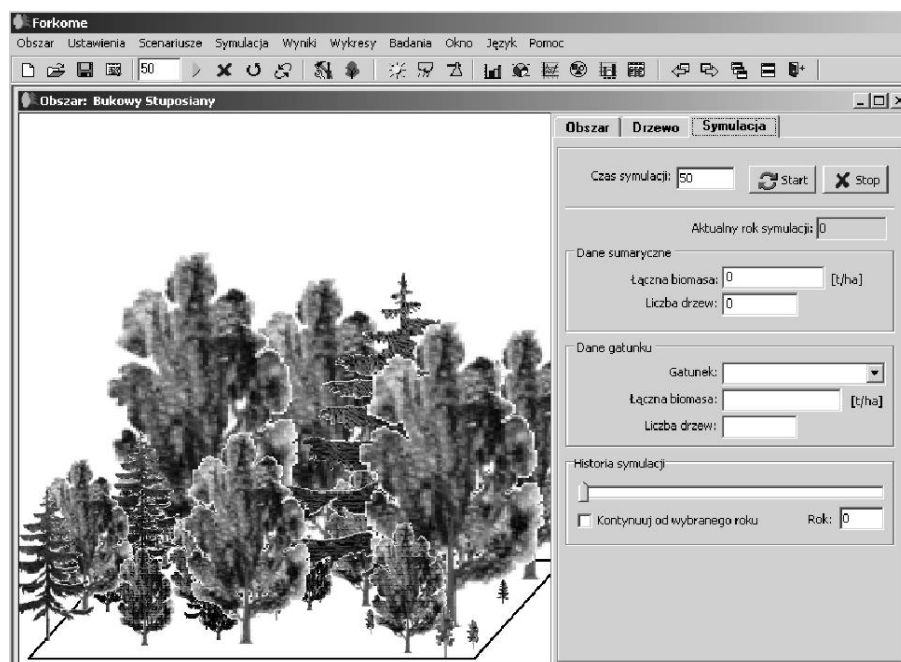 Forkome
Obszar Ustawienia Scenariusze Symulacja Wyniki Wykresy Badania Okno Język Pomoc
50
Obszar: Bukowy Stuposiany
Obszar Drzewo Symulacja
Czas symulacji: 50 Start Stop
Aktualny rok symulacji: 0
Dane sumaryczne
Łączna biomasa: 0 [t/ha]
Liczba drzew: 0
Dane gatunku
Gatunek:
Łączna biomasa: [t/ha]
Liczba drzew:
Historia symulacji
Kontynuuj od wybranego roku Rok: 0